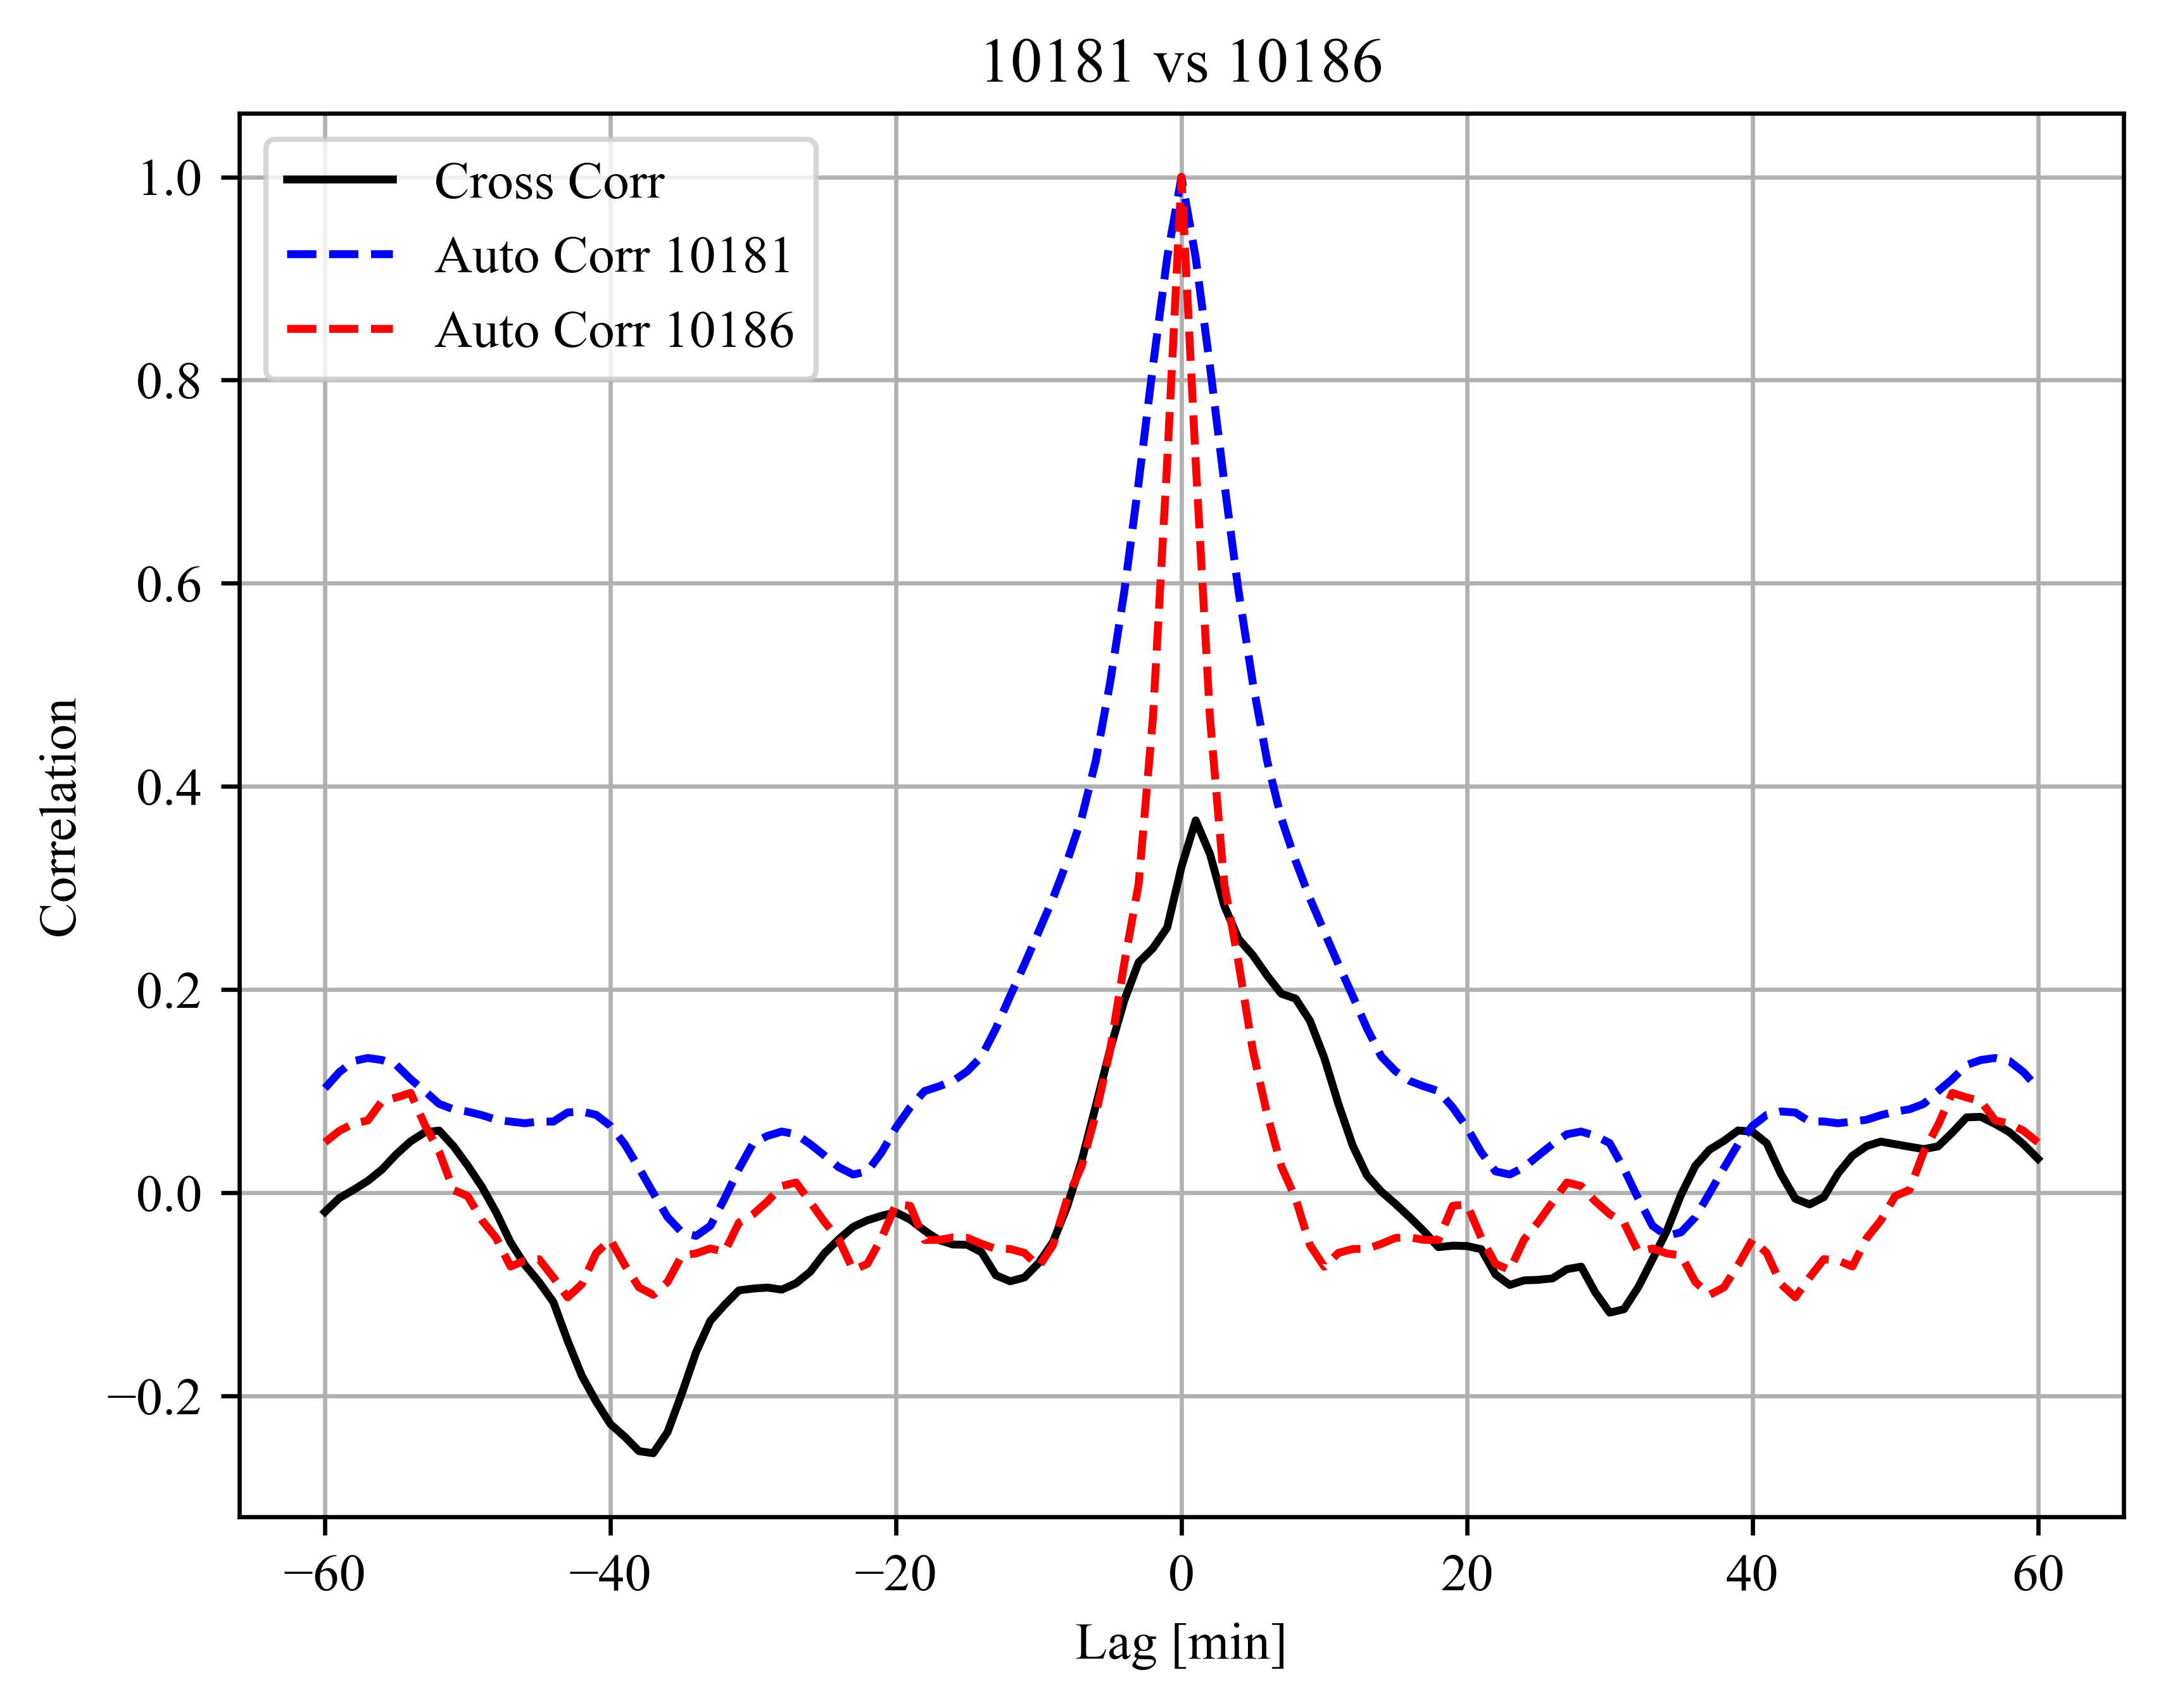 10181 vs 10186
Cross Corr
Auto Corr 10181
Auto Corr 10186
1.0
0.8
0.6
0.4
0.2
0.0
−0.2
Correlation
−60
−40
−20
0
20
40
60
Lag [min]